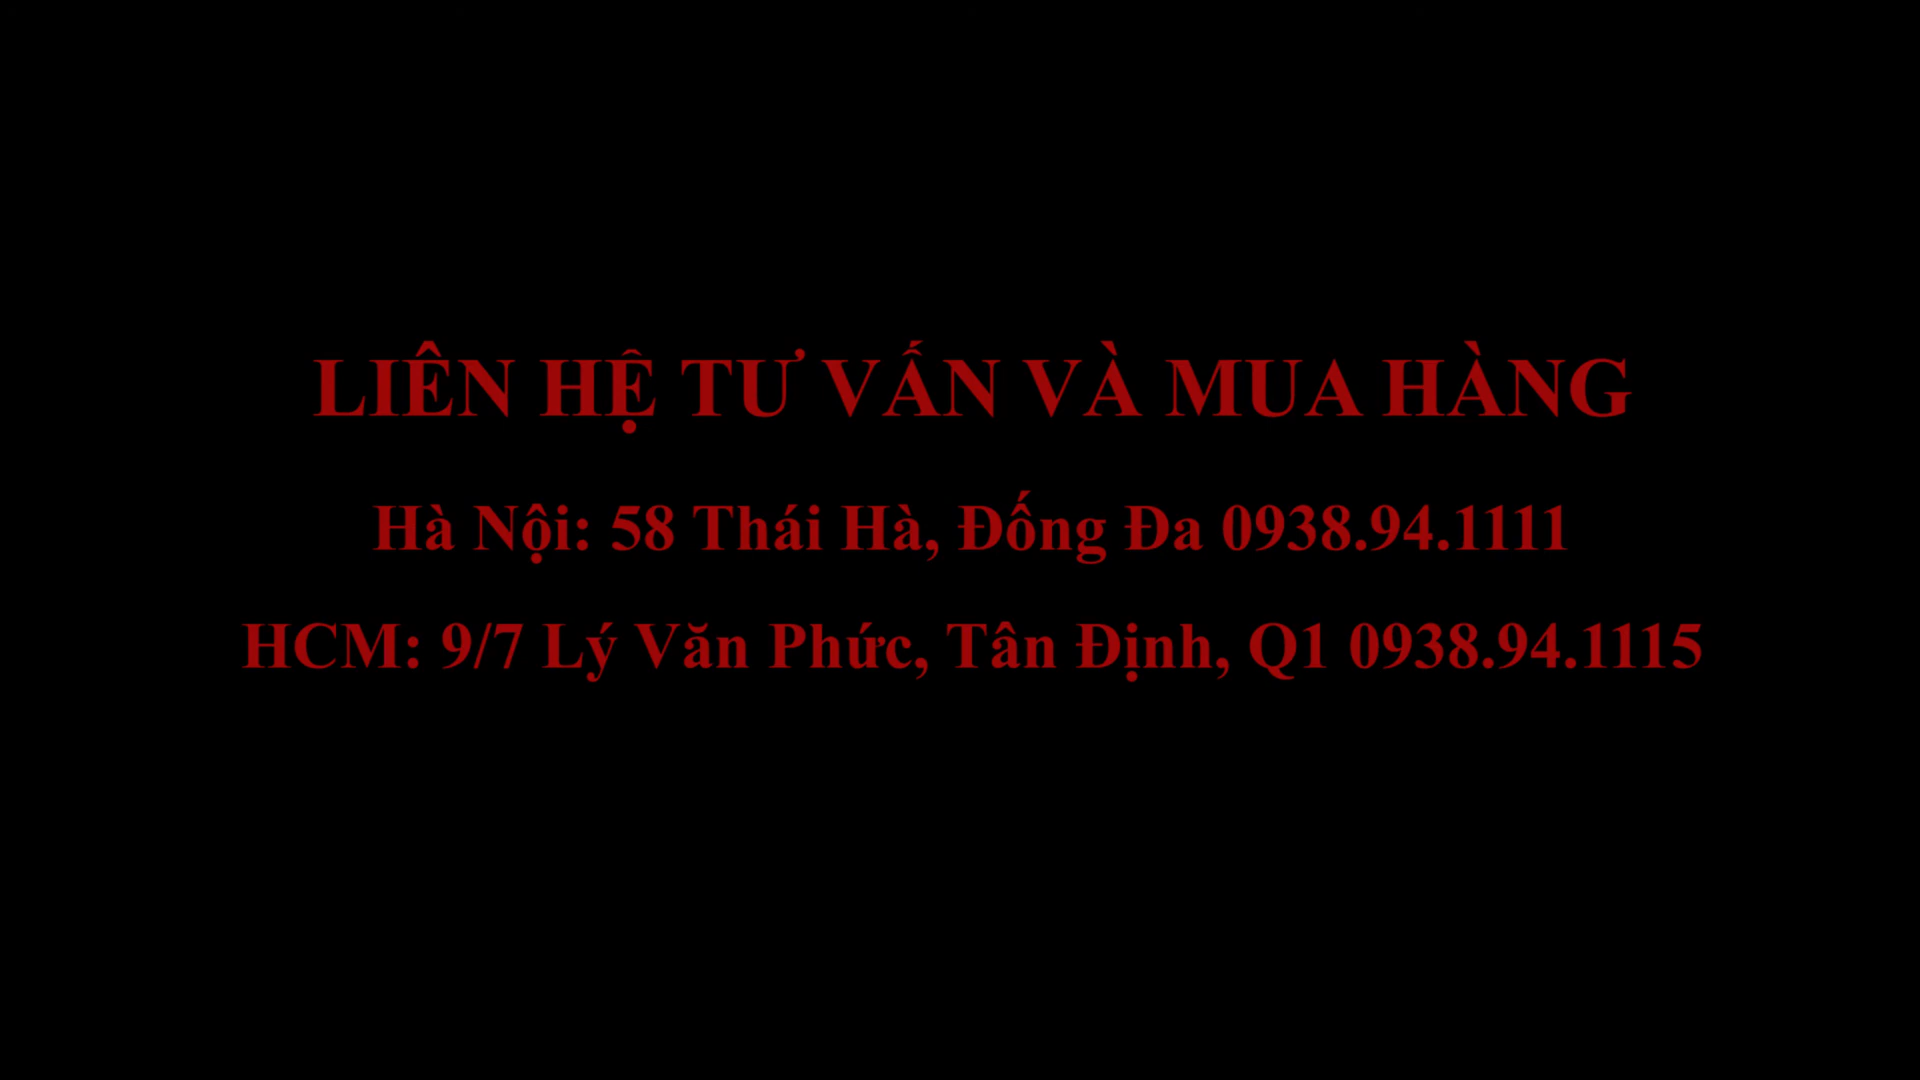 LIÊN HỆ TƯ VẤN VÀ MUA HÀNG
Hà Nội: 58 Thái Hà, Đống Đa 0938.94.1111
HCM: 9/7 Lý Văn Phức, Tân Định, Q1 0938.94.1115